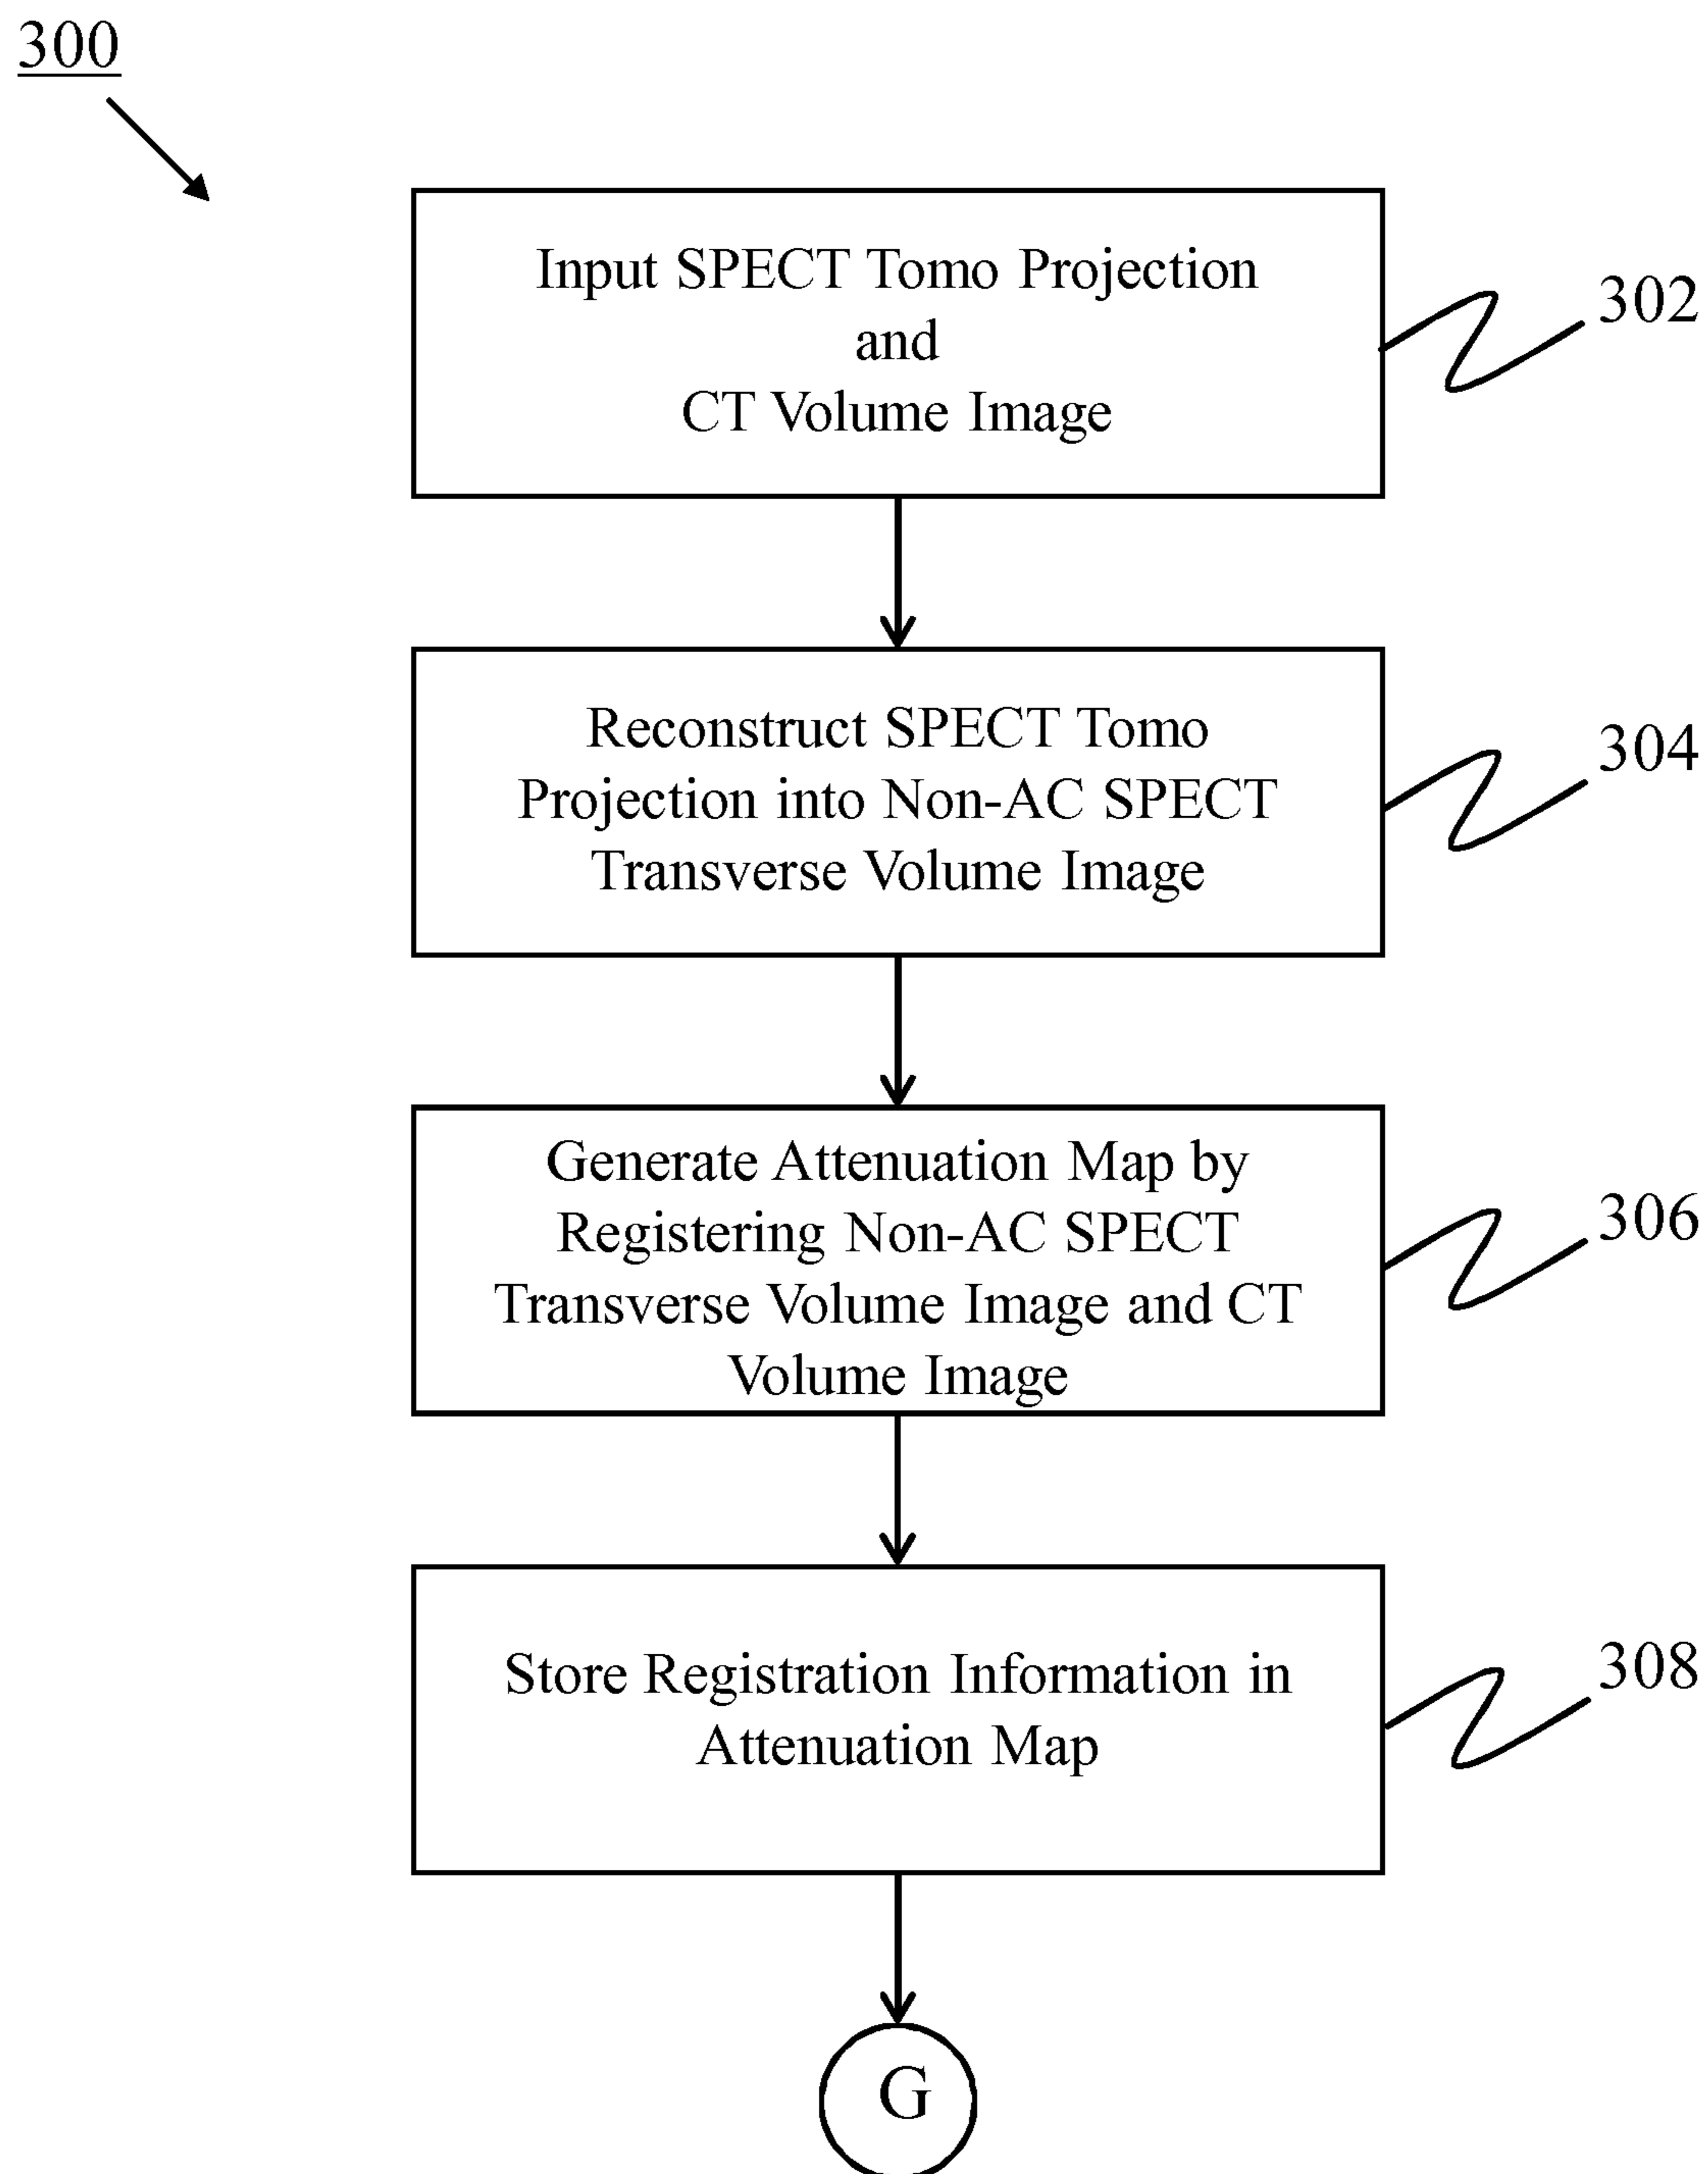 300
Input SPECT Tomo Projection
and
CT Volume Image
302
Reconstruct SPECT Tomo
Projection into Non-AC SPECT
Transverse Volume Image
304
Generate Attenuation Map by
Registering Non-AC SPECT
Transverse Volume Image and CT
Volume Image
306
Store Registration Information in
Attenuation Map
308
G